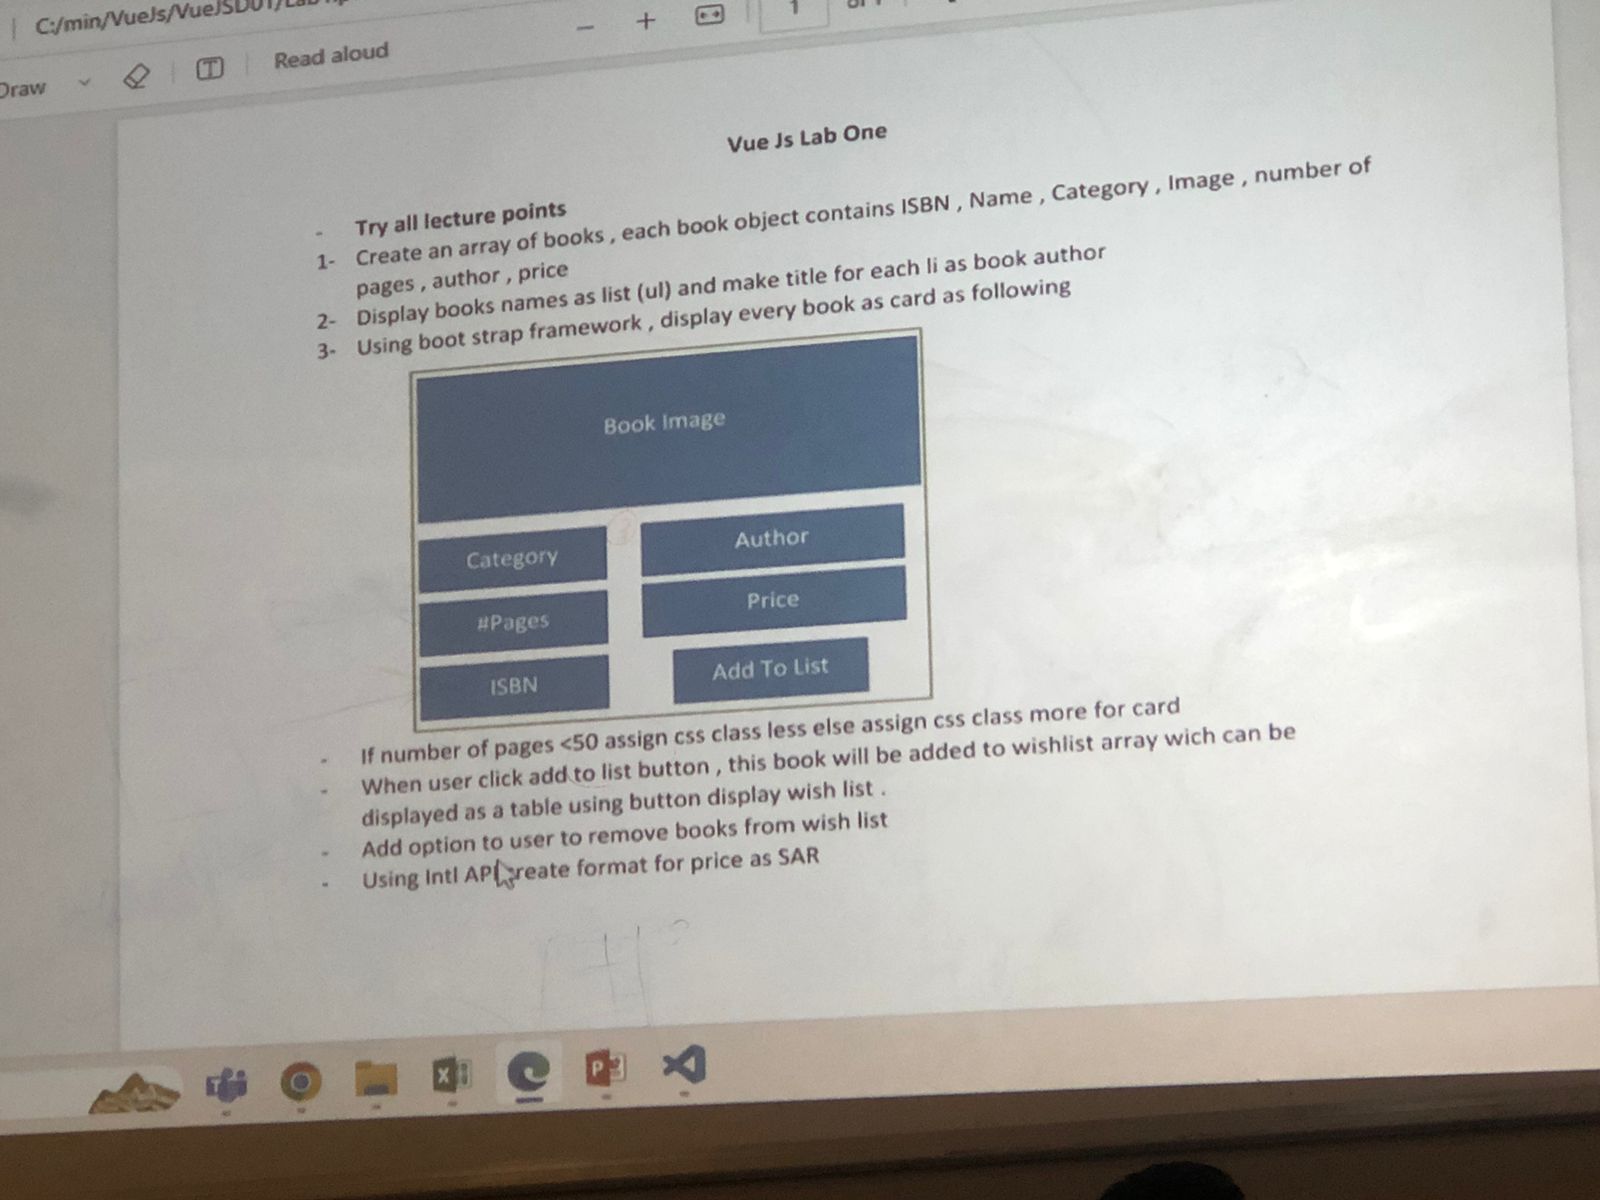 C:/min/VueJs/VueJSD01/Lab
Draw
Read aloud
1
Vue Js Lab One
- Try all lecture points
1- Create an array of books , each book object contains ISBN , Name , Category , Image , number of
pages , author , price
2- Display books names as list (ul) and make title for each li as book author
3- Using boot strap framework , display every book as card as following
Book Image
Category
Author
#Pages
Price
ISBN
Add To List
- If number of pages <50 assign css class less else assign css class more for card
- When user click add to list button , this book will be added to wishlist array wich can be
displayed as a table using button display wish list .
- Add option to user to remove books from wish list
- Using Intl API create format for price as SAR